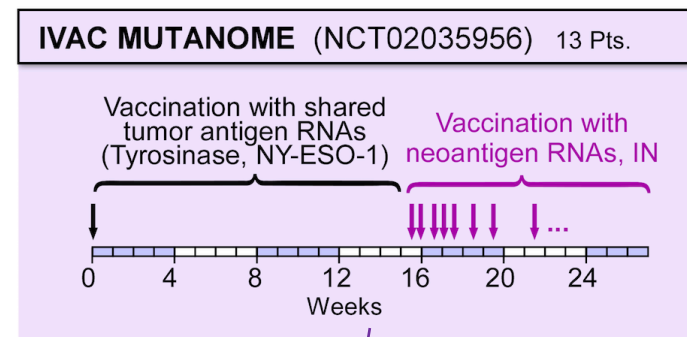 IVAC MUTANOME (NCT02035956) 13 Pts.
Vaccination with shared
tumor antigen RNAs
(Tyrosinase, NY-ESO-1)
Vaccination with
neoantigen RNAs, IN
...
0 4 8 12 16 20 24
Weeks